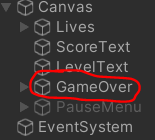 Canvas
Lives
ScoreText
LevelText
GameOver
PauseMenu
EventSystem